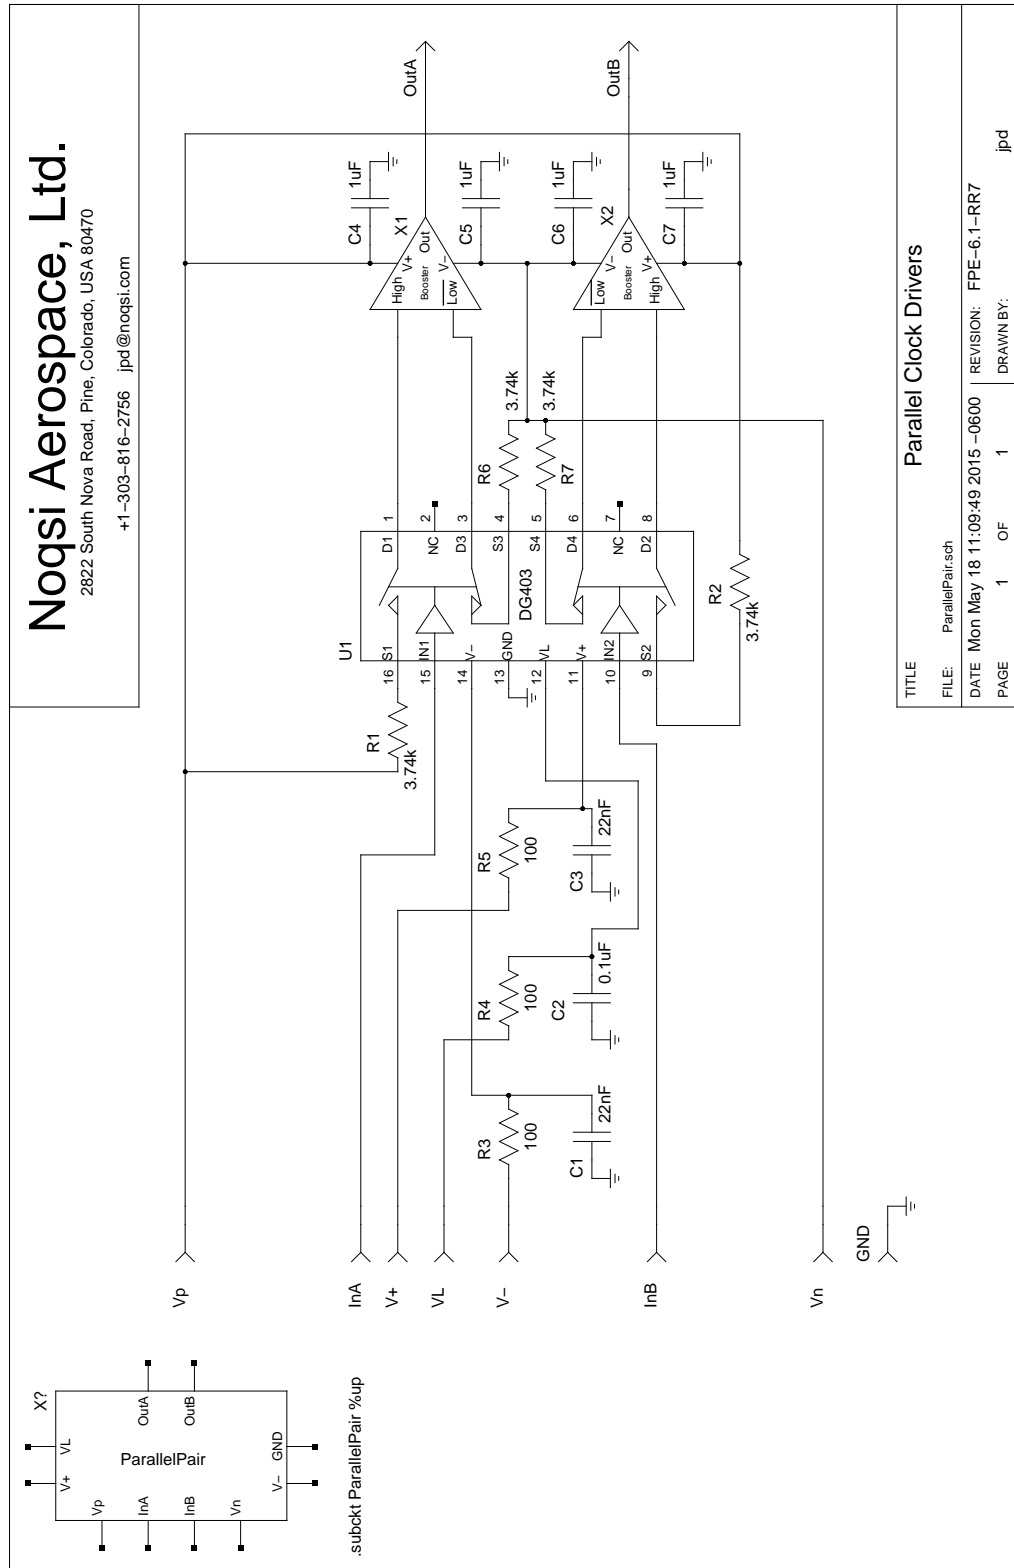 Noqsi Aerospace, Ltd.
2822 South Nova Road, Pine, Colorado, USA 80470
+1−303−816−2756 jpd@noqsi.com
X?
V+
VL
Vp
InA
InB
Vn
ParallelPair
OutA
OutB
V−
GND
.subckt ParallelPair %up
Vp
InA
V+
VL
V−
InB
Vn
GND
R3
100
C1
22nF
R4
100
C2
0.1uF
R5
100
C3
22nF
R1
3.74k
U1
DG403
16 S1
15 IN1
14 V−
13 GND
12 VL
11 V+
10 IN2
9 S2
D1 1
NC 2
D3 3
S3 4
S4 5
D4 6
NC 7
D2 8
R2
3.74k
R6
3.74k
R7
3.74k
High
V+
Booster
Out
Low
V−
X1
C4
1uF
C5
1uF
OutA
Low
V−
Booster
Out
High
V+
X2
C6
1uF
C7
1uF
OutB
TITLE
Parallel Clock Drivers
FILE: ParallelPair.sch
DATE Mon May 18 11:09:49 2015 −0600
REVISION: FPE−6.1−RR7
PAGE 1 OF 1
DRAWN BY: jpd